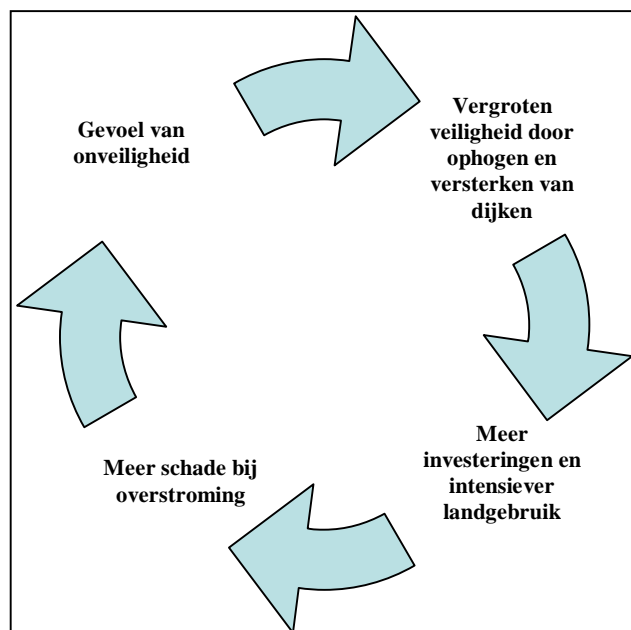 Gevoel van
onveiligheid
Vergroten
veiligheid door
ophogen en
versterken van
dijken
Meer
investeringen en
intensiever
landgebruik
Meer schade bij
overstroming